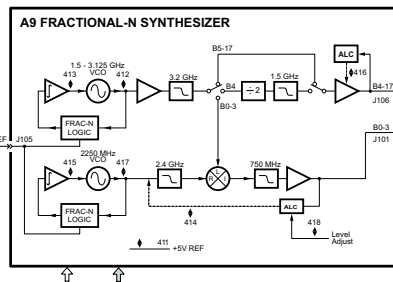 A9 FRACTIONAL-N SYNTHESIZER
1.5 - 3.125 GHz
VCO
413
412
3.2 GHz
B5-17
B4
÷2
1.5 GHz
ALC
416
B4-17
J106
B0-3
J101
FRAC-N
LOGIC
B0-3
EF
J105
2250 MHz
VCO
415
417
2.4 GHz
L
R
I
750 MHz
FRAC-N
LOGIC
414
ALC
418
Level
Adjust
411
+5V REF